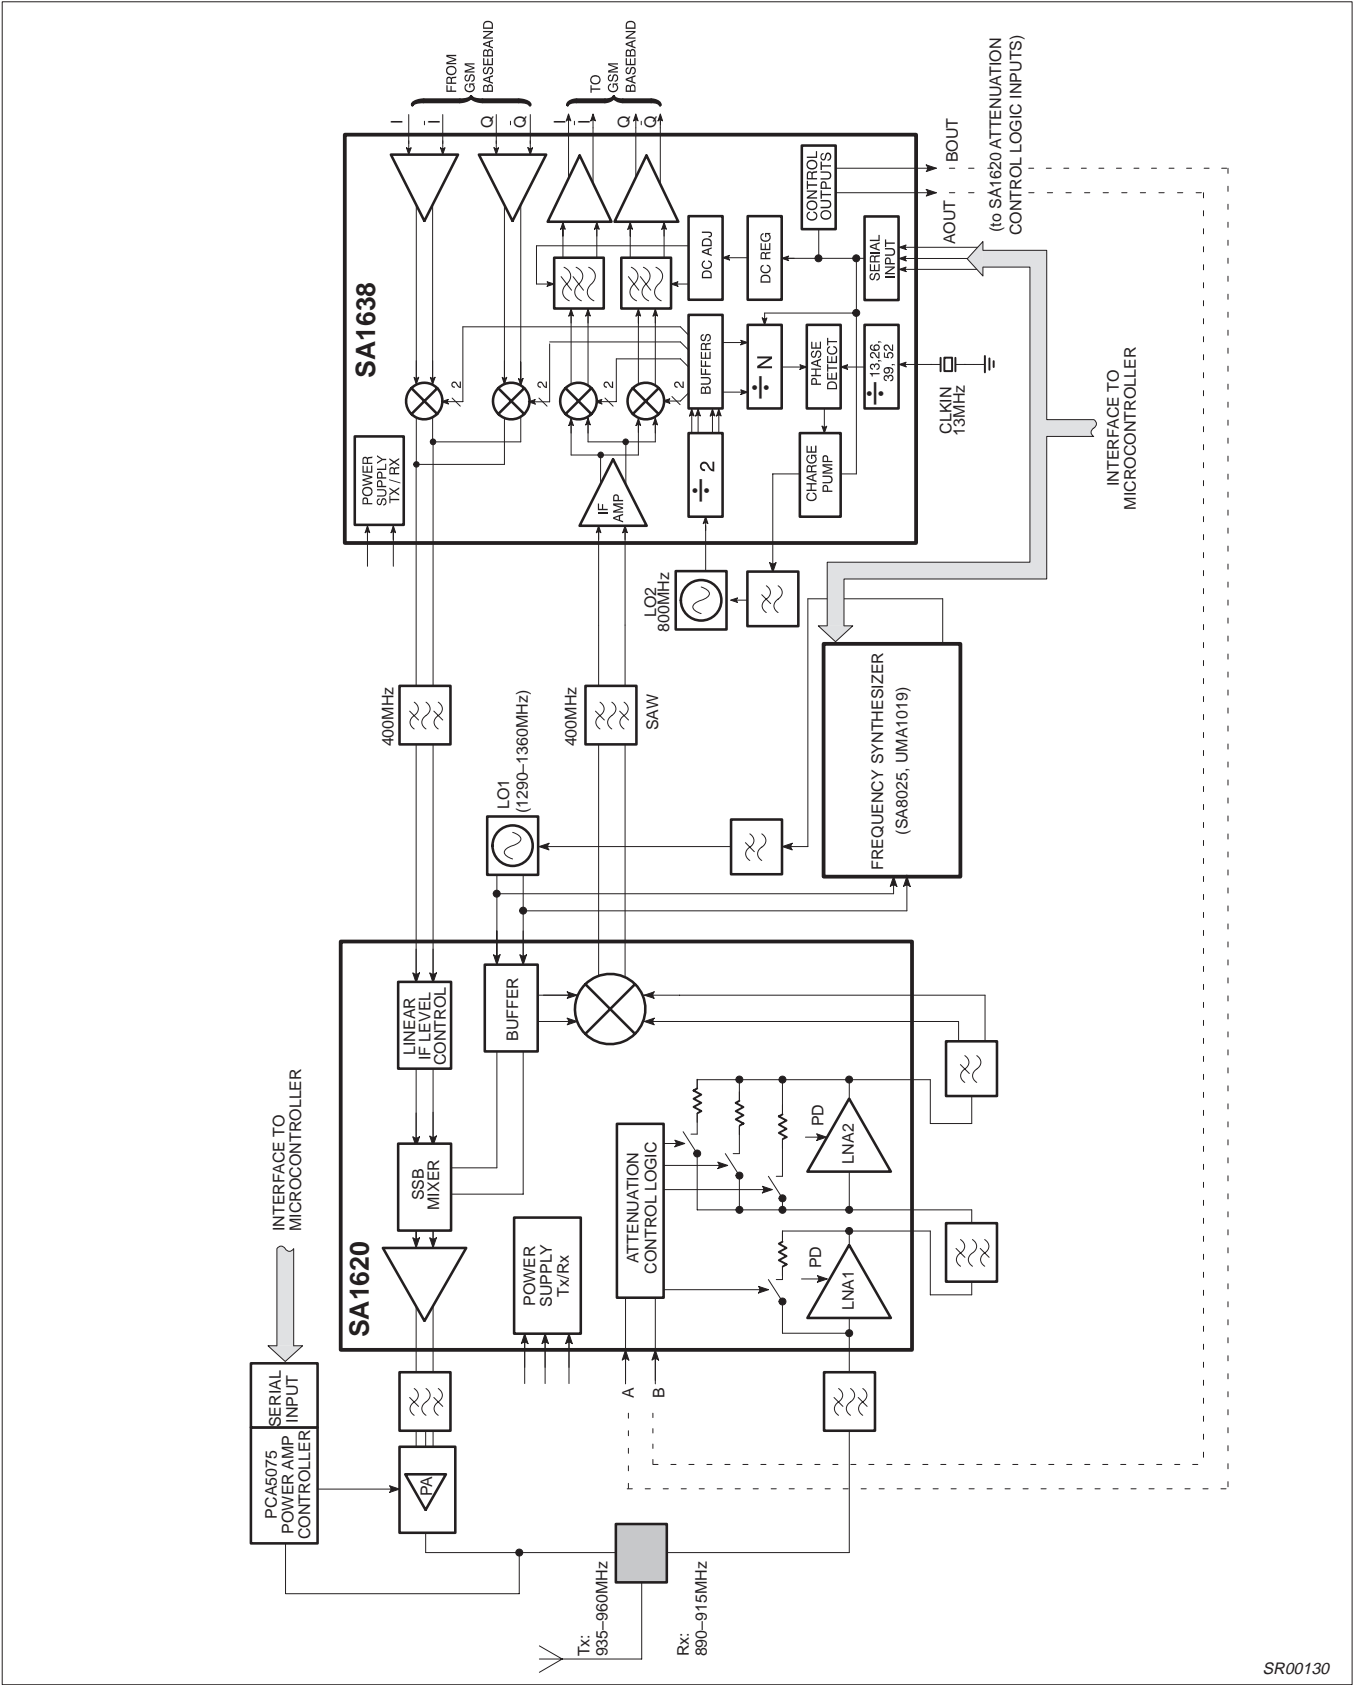 SA1638
FROM
GSM
BASEBAND
I
-I
Q
-Q
TO
GSM
BASEBAND
I
-I
Q
-Q
POWER
SUPPLY
TX / RX
2
2
2
2
IF
AMP
BUFFERS
÷ 2
÷ N
DC ADJ
DC REG
CONTROL
OUTPUTS
SERIAL
INPUT
PHASE
DETECT
÷ 13,26,
39, 52
CHARGE
PUMP
CLKIN
13MHz
AOUT
BOUT
(to SA1620 ATTENUATION
CONTROL LOGIC INPUTS)
INTERFACE TO
MICROCONTROLLER
LO2
800MHz
400MHz
400MHz
SAW
LO1
(1290–1360MHz)
FREQUENCY SYNTHESIZER
(SA8025, UMA1019)
SA1620
LINEAR
IF LEVEL
CONTROL
BUFFER
SSB
MIXER
POWER
SUPPLY
Tx/Rx
ATTENUATION
CONTROL LOGIC
PD
LNA2
PD
LNA1
A
B
INTERFACE TO
MICROCONTROLLER
SERIAL
INPUT
PCA5075
POWER AMP
CONTROLLER
PA
Tx:
935–960MHz
Rx:
890–915MHz
SR00130